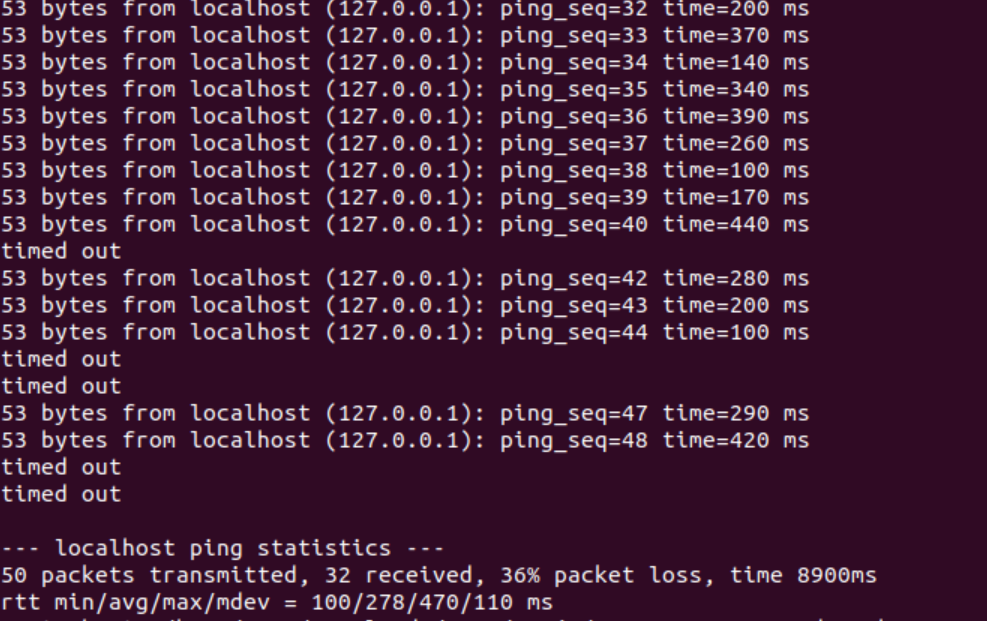 53 bytes from localhost (127.0.0.1): ping_seq=32 time=200 ms
53 bytes from localhost (127.0.0.1): ping_seq=33 time=370 ms
53 bytes from localhost (127.0.0.1): ping_seq=34 time=140 ms
53 bytes from localhost (127.0.0.1): ping_seq=35 time=340 ms
53 bytes from localhost (127.0.0.1): ping_seq=36 time=390 ms
53 bytes from localhost (127.0.0.1): ping_seq=37 time=260 ms
53 bytes from localhost (127.0.0.1): ping_seq=38 time=100 ms
53 bytes from localhost (127.0.0.1): ping_seq=39 time=170 ms
53 bytes from localhost (127.0.0.1): ping_seq=40 time=440 ms
timed out
53 bytes from localhost (127.0.0.1): ping_seq=42 time=280 ms
53 bytes from localhost (127.0.0.1): ping_seq=43 time=200 ms
53 bytes from localhost (127.0.0.1): ping_seq=44 time=100 ms
timed out
timed out
53 bytes from localhost (127.0.0.1): ping_seq=47 time=290 ms
53 bytes from localhost (127.0.0.1): ping_seq=48 time=420 ms
timed out
timed out
--- localhost ping statistics ---
50 packets transmitted, 32 received, 36% packet loss, time 8900ms
rtt min/avg/max/mdev = 100/278/470/110 ms